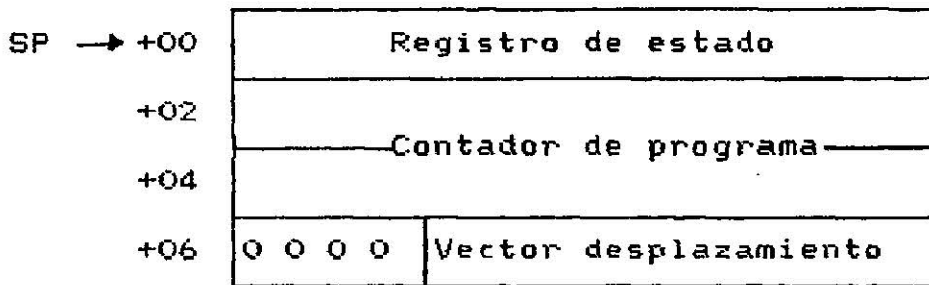 SP → +00 Registro de estado
+02
Contador de programa
+04
+06 0 0 0 0 Vector desplazamiento